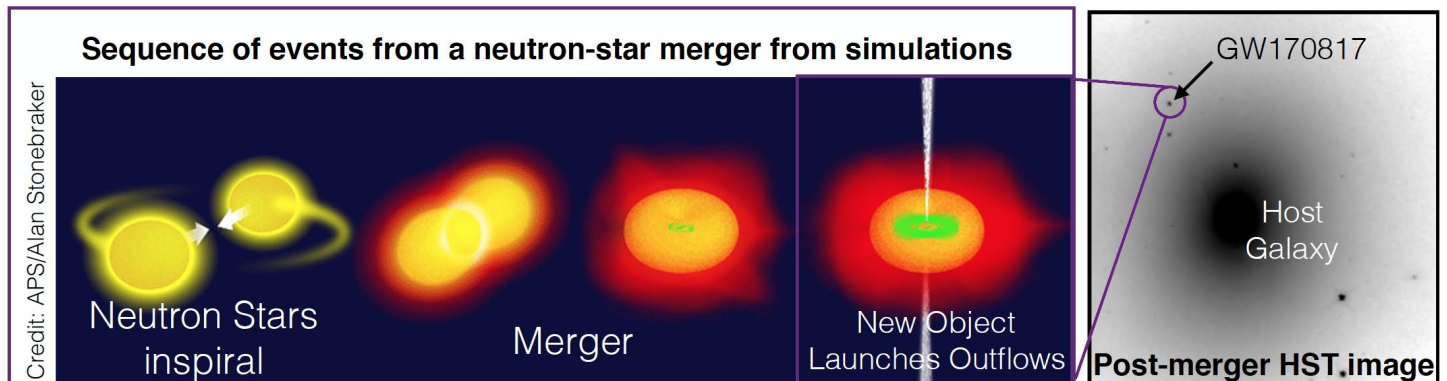 Sequence of events from a neutron-star merger from simulations
Credit: APS/Alan Stonebraker
Neutron Stars
inspiral
Merger
New Object
Launches Outflows
GW170817
Host
Galaxy
Post-merger HST image